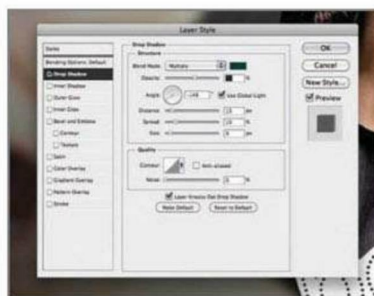 Layer Style
Styles
Blending Options: Default
Drop Shadow
Inner Shadow
Outer Glow
Inner Glow
Bevel and Emboss
Contour
Texture
Satin
Color Overlay
Gradient Overlay
Pattern Overlay
Stroke
Drop Shadow
Structure
Blend Mode: Multiply
Opacity: %
Angle: ° Use Global Light
Distance: px
Spread: %
Size: px
Quality
Contour: Anti-aliased
Noise: 0 %
Layer Knocks Out Drop Shadow
Make Default
Reset to Default
OK
Cancel
New Style...
Preview